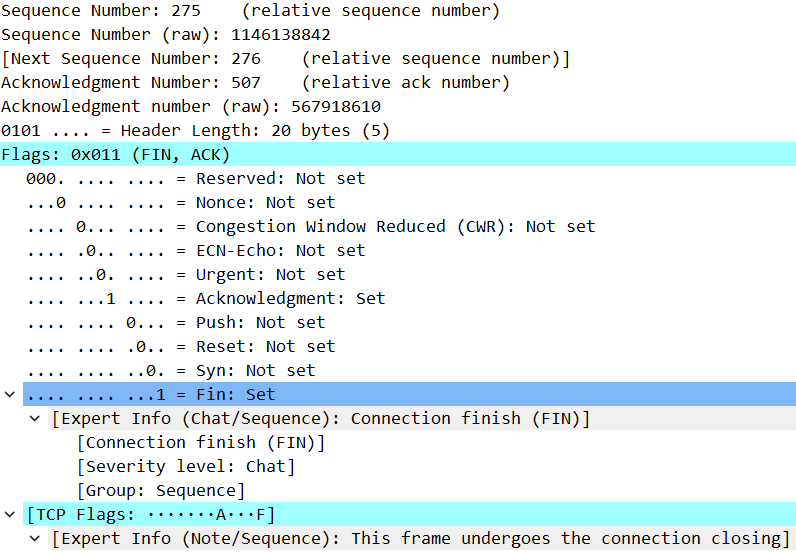 Sequence Number: 275    (relative sequence number)
Sequence Number (raw): 1146138842
[Next Sequence Number: 276    (relative sequence number)]
Acknowledgment Number: 507    (relative ack number)
Acknowledgment number (raw): 567918610
0101 .... = Header Length: 20 bytes (5)
Flags: 0x011 (FIN, ACK)
000. .... .... = Reserved: Not set
...0 .... .... = Nonce: Not set
.... 0... .... = Congestion Window Reduced (CWR): Not set
.... .0.. .... = ECN-Echo: Not set
.... ..0. .... = Urgent: Not set
.... ...1 .... = Acknowledgment: Set
.... .... 0... = Push: Not set
.... .... .0.. = Reset: Not set
.... .... ..0. = Syn: Not set
.... .... ...1 = Fin: Set
[Expert Info (Chat/Sequence): Connection finish (FIN)]
[Connection finish (FIN)]
[Severity level: Chat]
[Group: Sequence]
[TCP Flags: ·······A···F]
[Expert Info (Note/Sequence): This frame undergoes the connection closing]